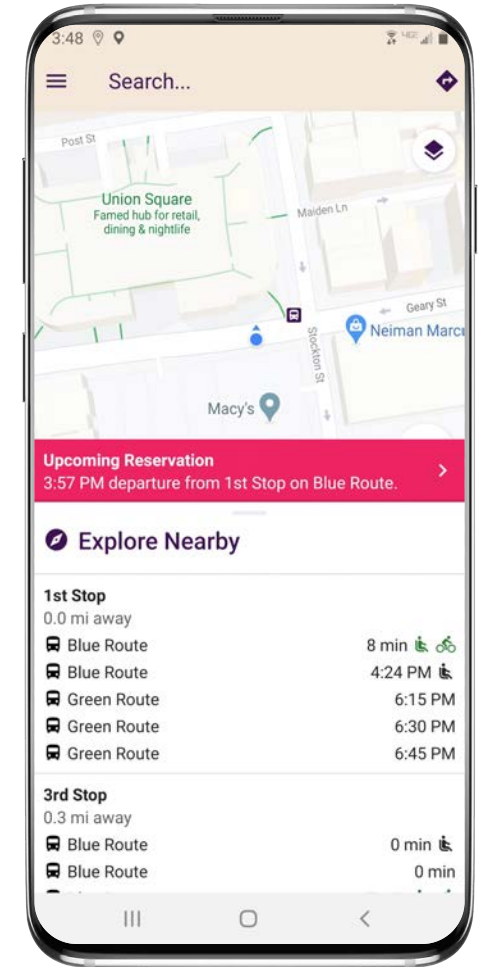 3:48
4GE
Search...
Post St
Union Square
Famed hub for retail,
dining & nightlife
Maiden Ln
Geary St
Neiman Marcu
Stockton St
Macy's
Upcoming Reservation
3:57 PM departure from 1st Stop on Blue Route.
Explore Nearby
1st Stop
0.0 mi away
Blue Route 8 min
Blue Route 4:24 PM
Green Route 6:15 PM
Green Route 6:30 PM
Green Route 6:45 PM
3rd Stop
0.3 mi away
Blue Route 0 min
Blue Route 0 min